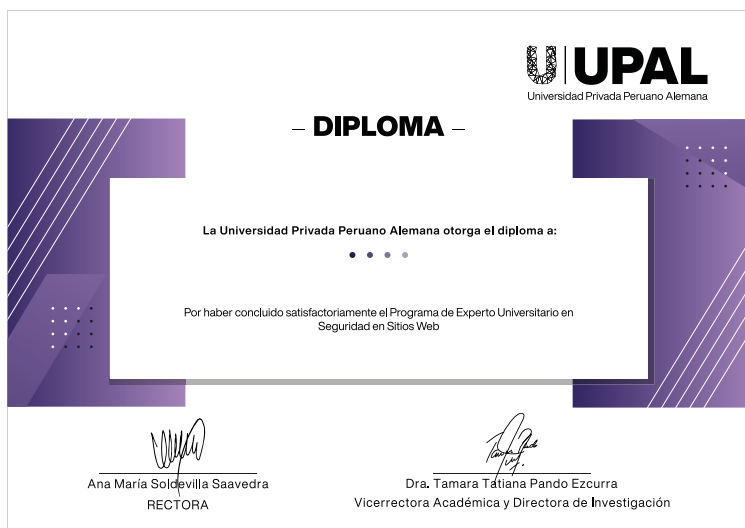 UPAL
Universidad Privada Peruano Alemana
– DIPLOMA –
La Universidad Privada Peruano Alemana otorga el diploma a:
Por haber concluido satisfactoriamente el Programa de Experto Universitario en
Seguridad en Sitios Web
Ana María Soldevilla Saavedra
RECTORA
Dra. Tamara Tatiana Pando Ezcurra
Vicerrectora Académica y Directora de Investigación